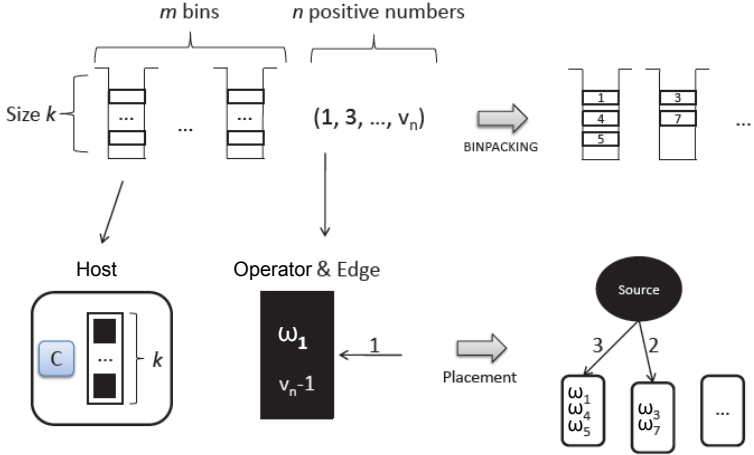 m bins
n positive numbers
Size k
...
...
...
(1, 3, ..., vn)
BINPACKING
1
4
5
3
7
...
Host
Operator & Edge
C
...
k
ω1
vn-1
1
Placement
Source
3
2
ω1
ω4
ω5
ω3
ω7
...